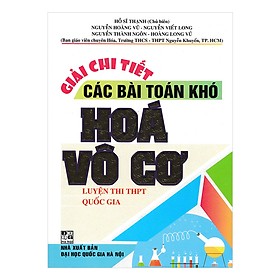 HỒ SĨ THẠNH (Chủ biên)
NGUYỄN HOÀNG VŨ - NGUYỄN VIẾT LONG
NGUYỄN THÀNH NGÔN - HOÀNG LONG VŨ
(Ban giáo viên chuyên Hóa, Trường THCS - THPT Nguyễn Khuyến, TP. HCM)
GIẢI CHI TIẾT
CÁC BÀI TOÁN KHÓ
HOÁ
VÔ CƠ
LUYỆN THI THPT
QUỐC GIA
NHÀ XUẤT BẢN
ĐẠI HỌC QUỐC GIA HÀ NỘI